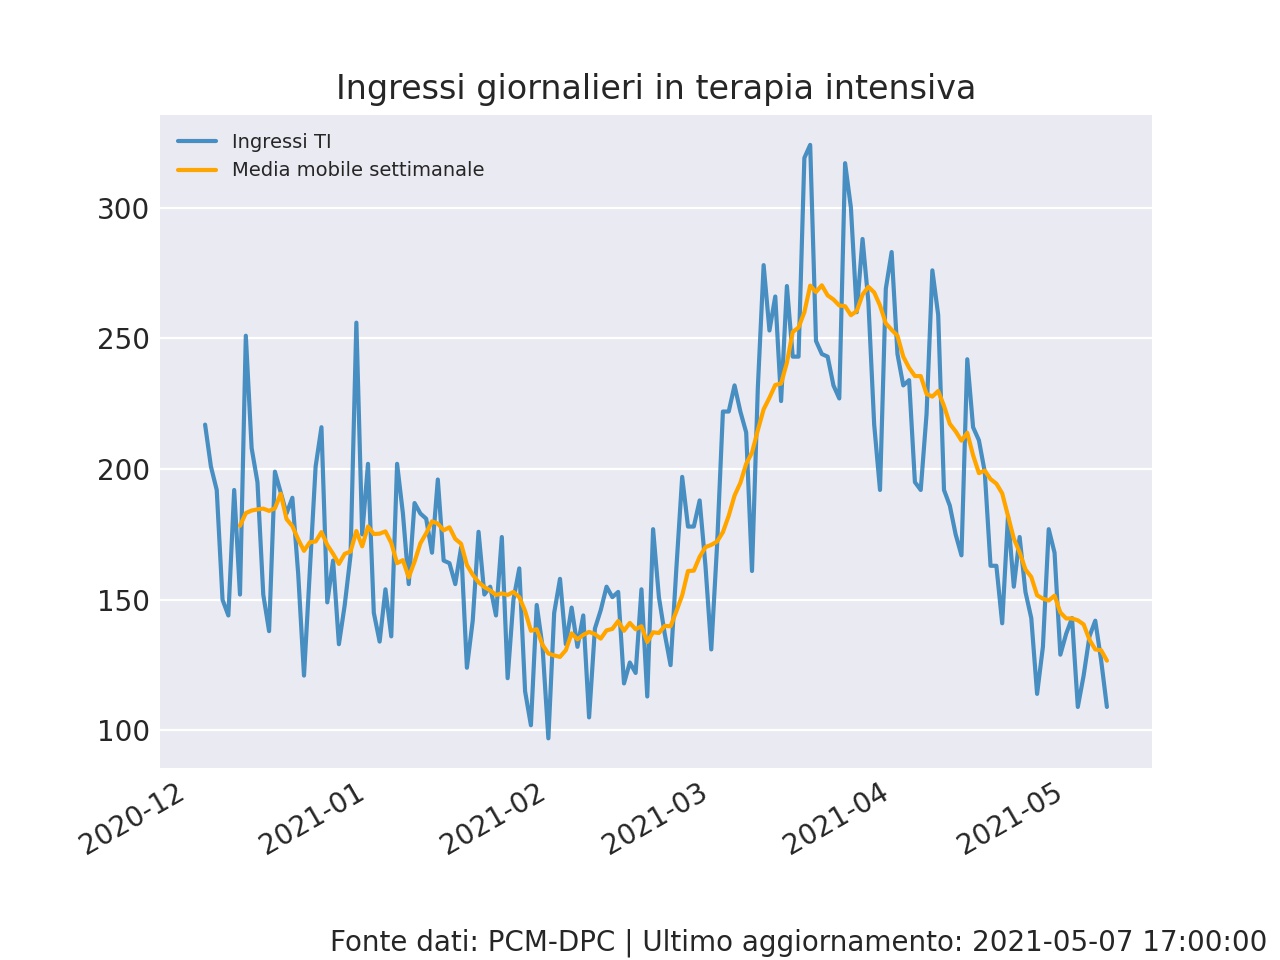 Ingressi giornalieri in terapia intensiva
Ingressi TI
Media mobile settimanale
300
250
200
150
100
2020-12
2021-01
2021-02
2021-03
2021-04
2021-05
Fonte dati: PCM-DPC | Ultimo aggiornamento: 2021-05-07 17:00:00